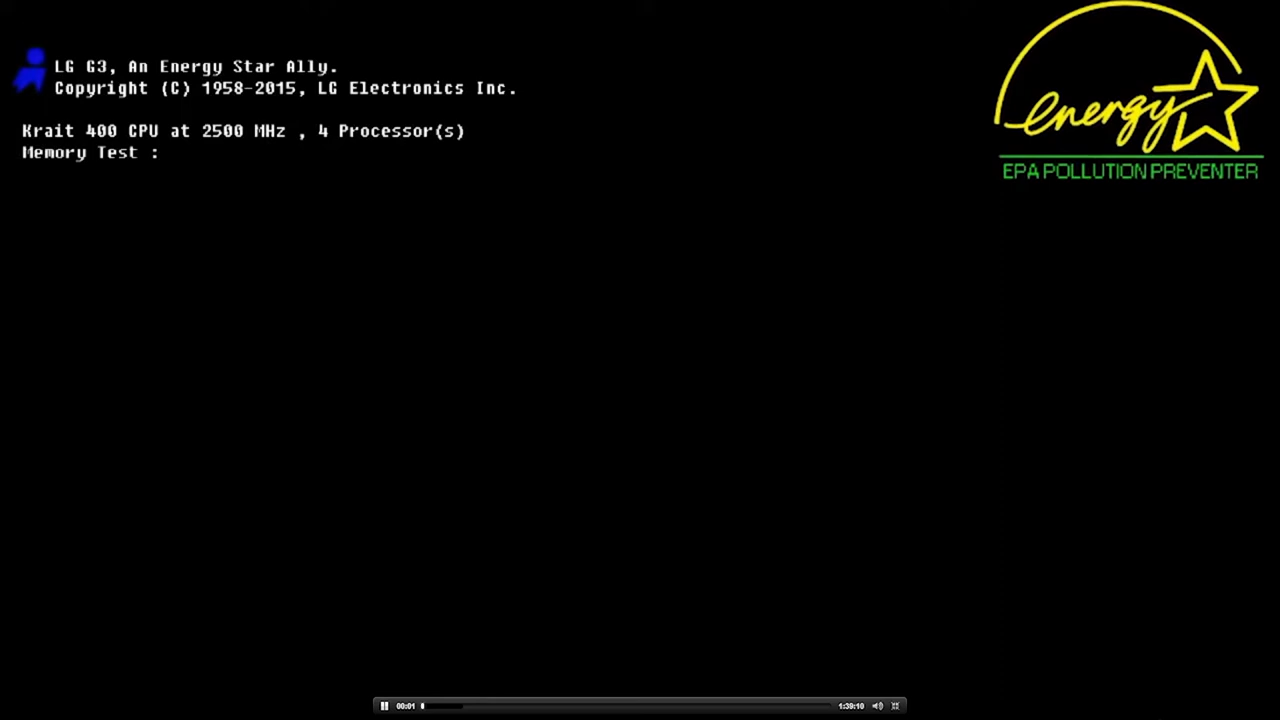 LG G3, An Energy Star Ally.
Copyright (C) 1958-2015, LG Electronics Inc.
Krait 400 CPU at 2500 MHz , 4 Processor(s)
Memory Test :
energy
EPA POLLUTION PREVENTER
00:01
1:39:10